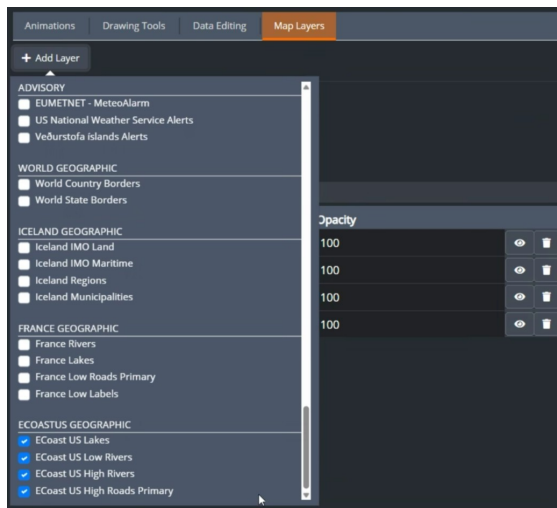 Animations Drawing Tools Data Editing Map Layers
+ Add Layer
ADVISORY
EUMETNET - MeteoAlarm
US National Weather Service Alerts
Veðurstofa íslands Alerts
WORLD GEOGRAPHIC
World Country Borders
World State Borders
ICELAND GEOGRAPHIC
Iceland IMO Land
Iceland IMO Maritime
Iceland Regions
Iceland Municipalities
FRANCE GEOGRAPHIC
France Rivers
France Lakes
France Low Roads Primary
France Low Labels
ECOASTUS GEOGRAPHIC
ECoast US Lakes
ECoast US Low Rivers
ECoast US High Rivers
ECoast US High Roads Primary
Opacity
100
100
100
100